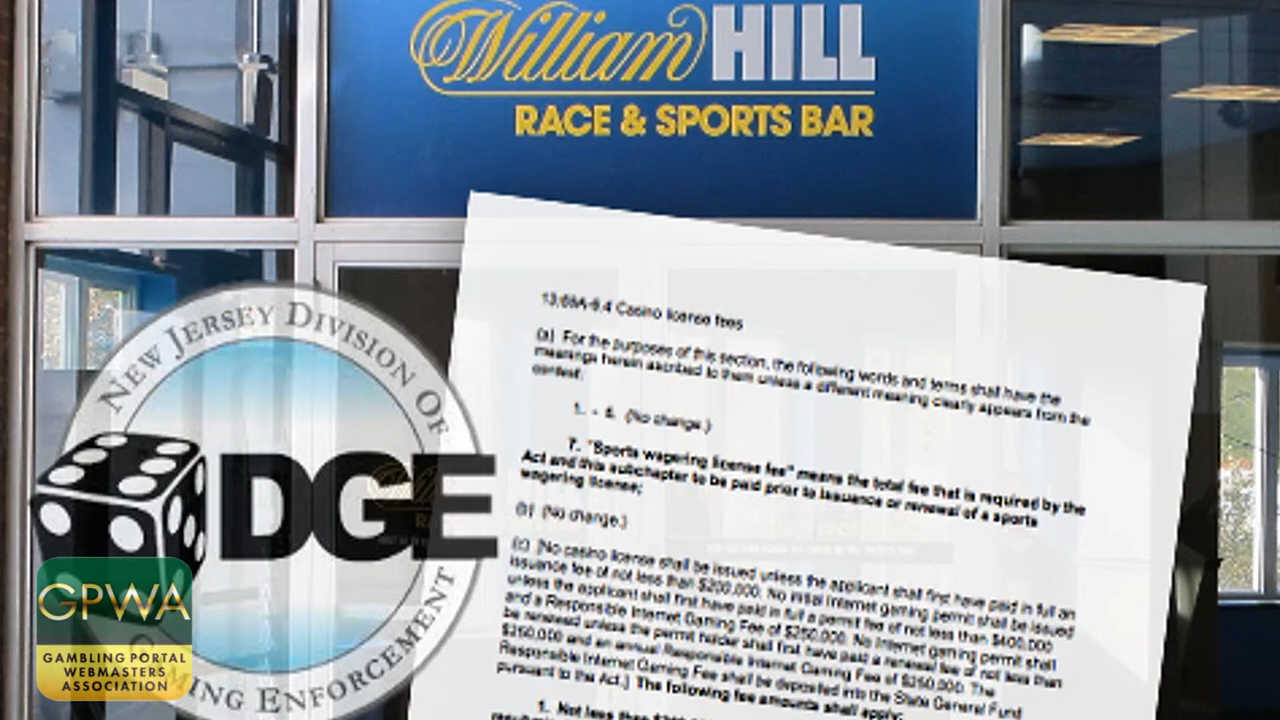 William HILL
RACE & SPORTS BAR
NEW JERSEY DIVISION OF
DGE
GAMING ENFORCEMENT
GPWA
GAMBLING PORTAL
WEBMASTERS
ASSOCIATION
Casino license fees
(a) For the purposes of this section, the following words and terms shall have the
meanings herein ascribed to them unless a different meaning clearly appears from the
context:
1. - 6. (No change.)
7. "Sports wagering license fee" means the total fee that is required by the
Act and this subchapter to be paid prior to issuance or renewal of a sports
wagering license;
(b) (No change.)
(c) [No casino license shall be issued unless the applicant shall first have paid in full an
issuance fee of not less than $200,000. No initial Internet gaming permit shall be issued
unless the applicant shall first have paid in full a permit fee of not less than $400,000
and a Responsible Internet Gaming Fee of $250,000. No Internet gaming permit shall
be renewed unless the permit holder shall first have paid a renewal fee of not less than
$250,000 and an annual Responsible Internet Gaming Fee of $250,000. The
Responsible Internet Gaming Fee shall be deposited into the State General Fund
pursuant to the Act.] The following fee amounts shall apply:
1. Not less than